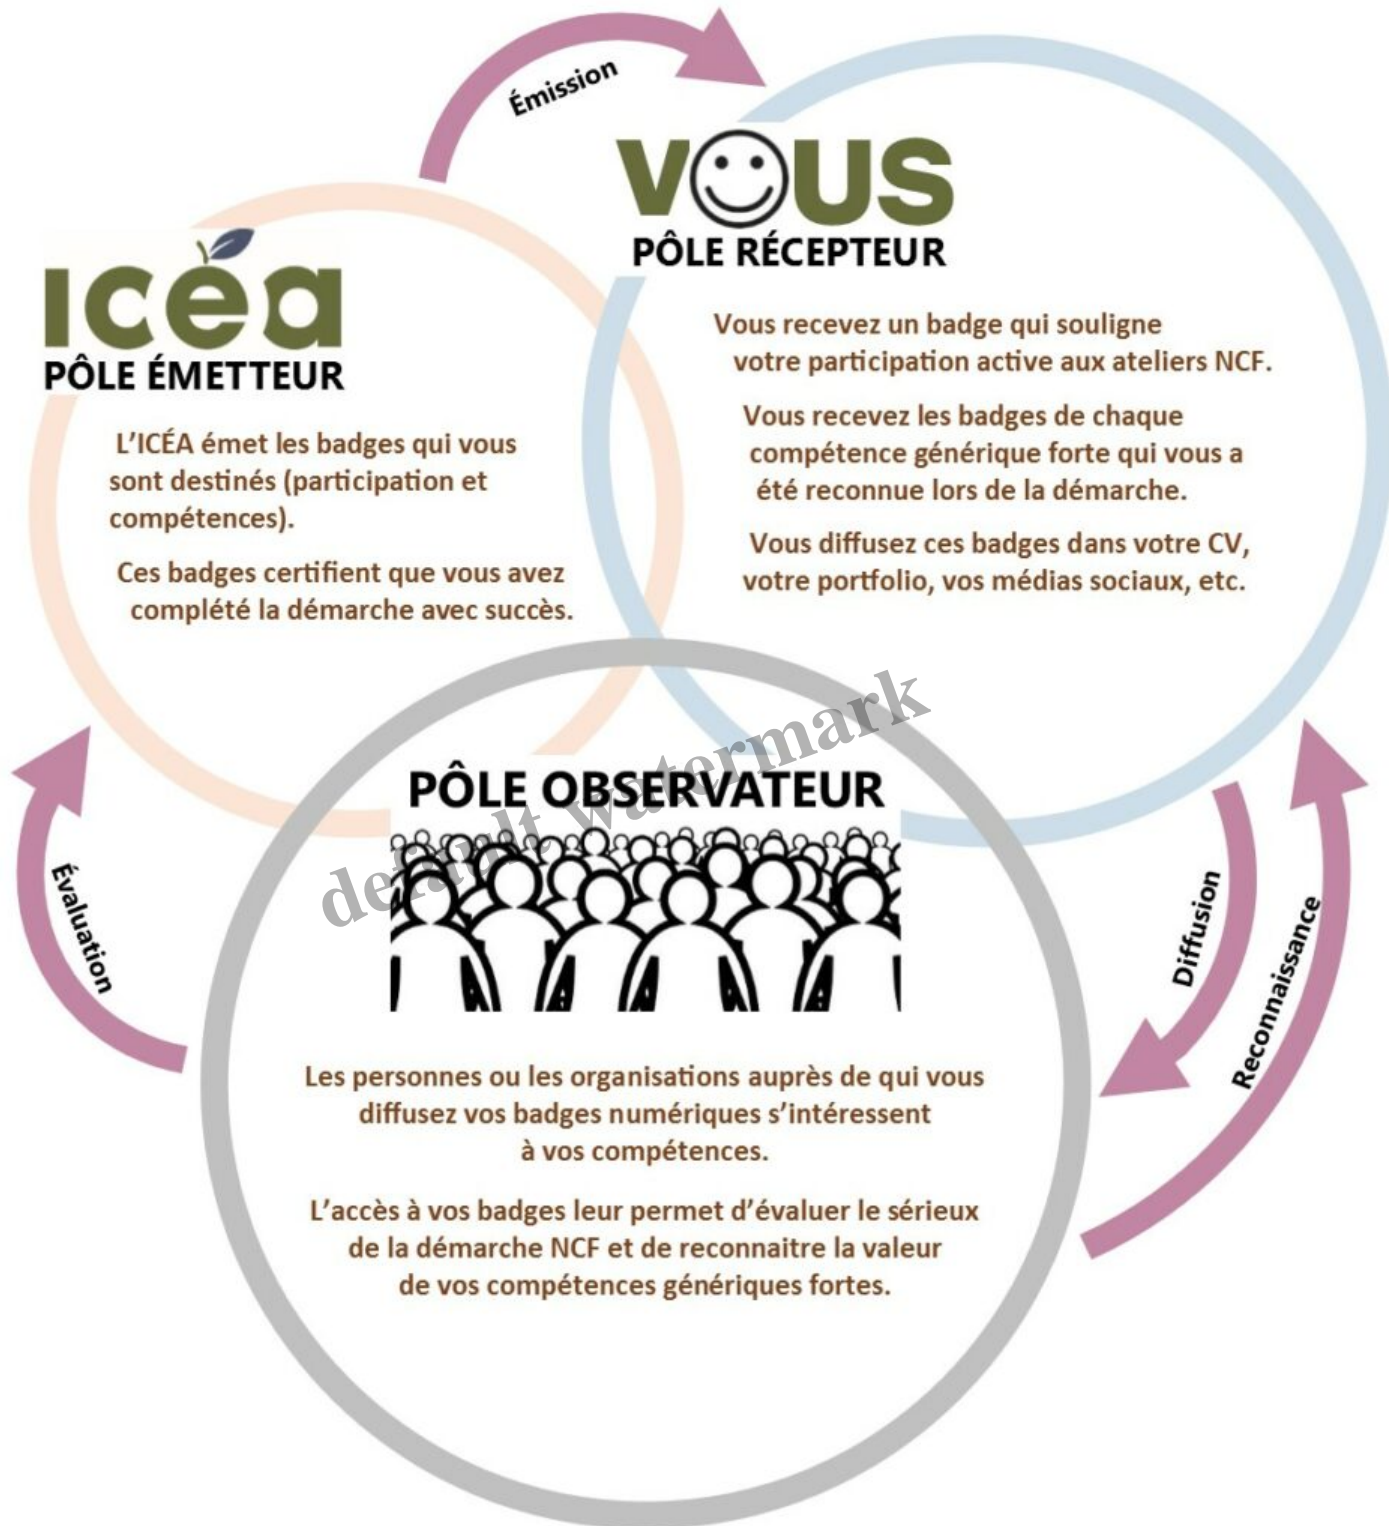 Émission
VOUS
PÔLE RÉCEPTEUR
Vous recevez un badge qui souligne
votre participation active aux ateliers NCF.
Vous recevez les badges de chaque
compétence générique forte qui vous a
été reconnue lors de la démarche.
Vous diffusez ces badges dans votre CV,
votre portfolio, vos médias sociaux, etc.
ıcéa
PÔLE ÉMETTEUR
L’ICÉA émet les badges qui vous
sont destinés (participation et
compétences).
Ces badges certifient que vous avez
complété la démarche avec succès.
PÔLE OBSERVATEUR
default watermark
Les personnes ou les organisations auprès de qui vous
diffusez vos badges numériques s’intéressent
à vos compétences.
L’accès à vos badges leur permet d’évaluer le sérieux
de la démarche NCF et de reconnaitre la valeur
de vos compétences génériques fortes.
Évaluation
Diffusion
Reconnaissance